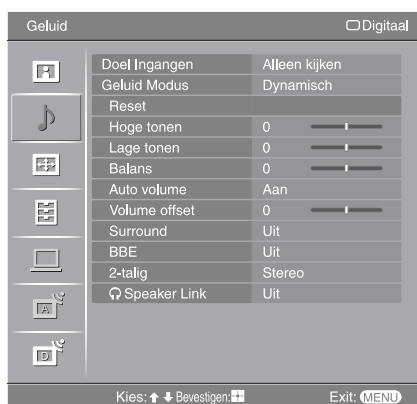 Geluid Digitaal
Doel Ingangen Alleen kijken
Geluid Modus Dynamisch
Reset
Hoge tonen 0
Lage tonen 0
Balans 0
Auto volume Aan
Volume offset 0
Surround Uit
BBE Uit
2-talig Stereo
Speaker Link Uit
A
D
Kies: Bevestigen: Exit: MENU